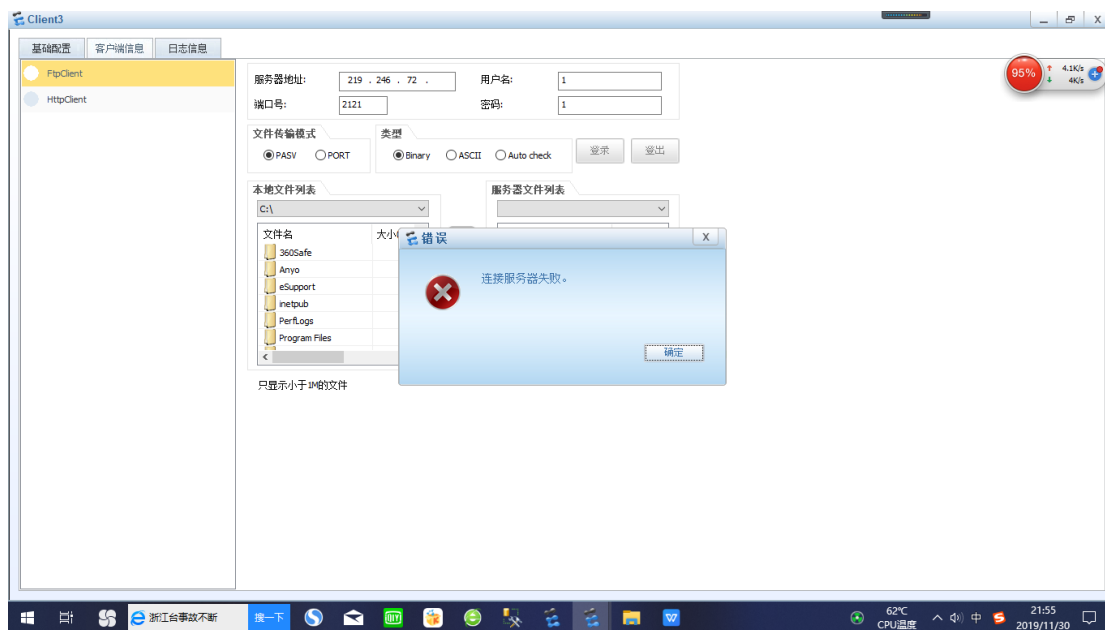 Client3
基础配置 客户端信息 日志信息
FtpClient
HttpClient
服务器地址: 219 . 246 . 72 . 用户名: 1
端口号: 2121 密码: 1
文件传输模式 类型
PASV PORT Binary ASCII Auto check 登录 登出
本地文件列表 服务器文件列表
C:\
文件名 大小
360Safe
Anyo
eSupport
inetpub
PerfLogs
Program Files
只显示小于1M的文件
错误 X
连接服务器失败。
确定
95% 4.1K/s
4K/s
浙江台事故不断 搜一下
62℃
CPU温度
中
21:55
2019/11/30